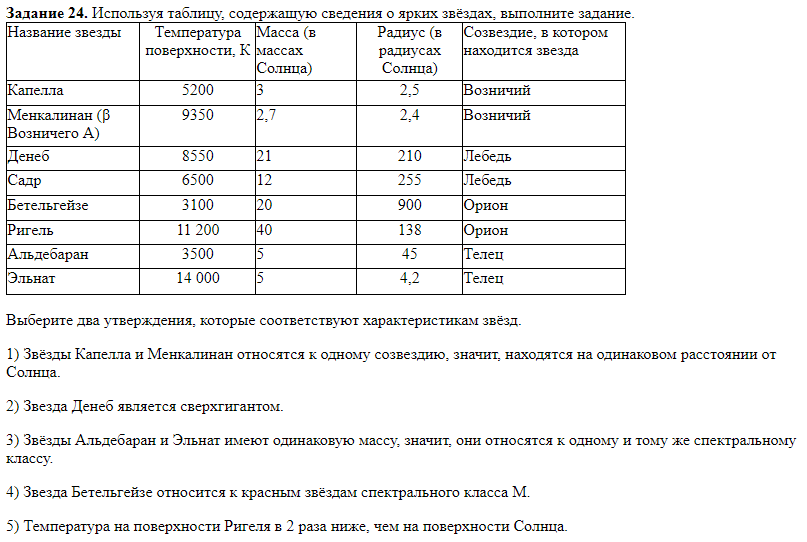 Задание 24. Используя таблицу, содержащую сведения о ярких звёздах, выполните задание.
Название звезды Температура поверхности, К Масса (в массах Солнца) Радиус (в радиусах Солнца) Созвездие, в котором находится звезда
Капелла 5200 3 2,5 Возничий
Менкалинан (β Возничего А) 9350 2,7 2,4 Возничий
Денеб 8550 21 210 Лебедь
Садр 6500 12 255 Лебедь
Бетельгейзе 3100 20 900 Орион
Ригель 11 200 40 138 Орион
Альдебаран 3500 5 45 Телец
Эльнат 14 000 5 4,2 Телец
Выберите два утверждения, которые соответствуют характеристикам звёзд.
1) Звёзды Капелла и Менкалинан относятся к одному созвездию, значит, находятся на одинаковом расстоянии от
Солнца.
2) Звезда Денеб является сверхгигантом.
3) Звёзды Альдебаран и Эльнат имеют одинаковую массу, значит, они относятся к одному и тому же спектральному
классу.
4) Звезда Бетельгейзе относится к красным звёздам спектрального класса М.
5) Температура на поверхности Ригеля в 2 раза ниже, чем на поверхности Солнца.